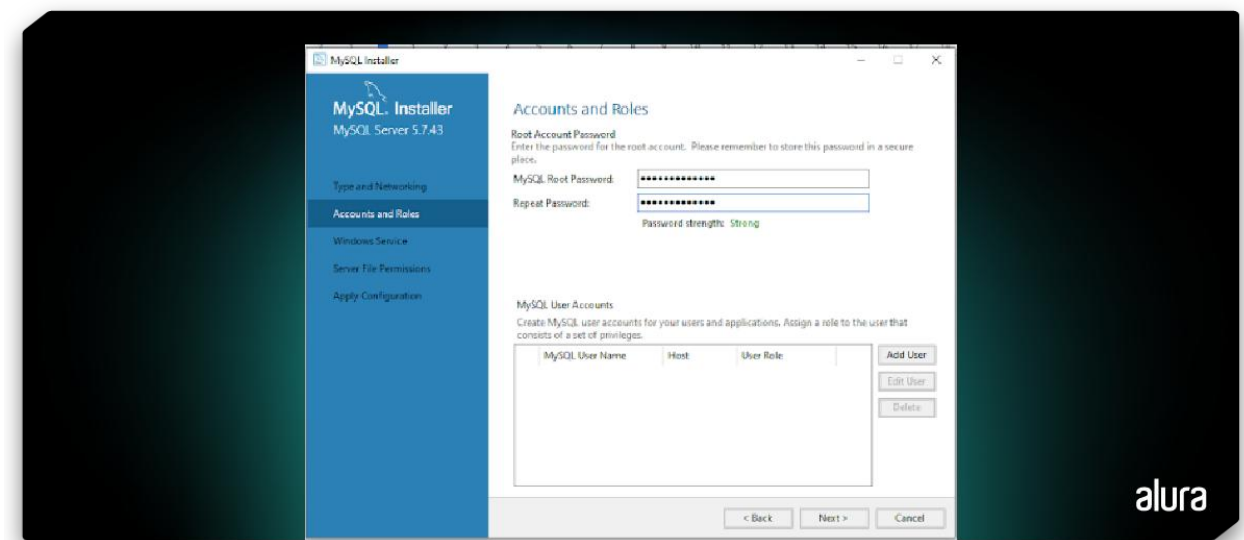 MySQL Installer
MySQL. Installer
MySQL Server 5.7.43
Type and Networking
Accounts and Roles
Windows Service
Server File Permissions
Apply Configuration
Accounts and Roles
Root Account Password
Enter the password for the root account. Please remember to store this password in a secure
place.
MySQL Root Password:
Repeat Password:
Password strength: Strong
MySQL User Accounts
Create MySQL user accounts for your users and applications. Assign a role to the user that
consists of a set of privileges.
MySQL User Name Host User Role
Add User
Edit User
Delete
< Back Next > Cancel
alura